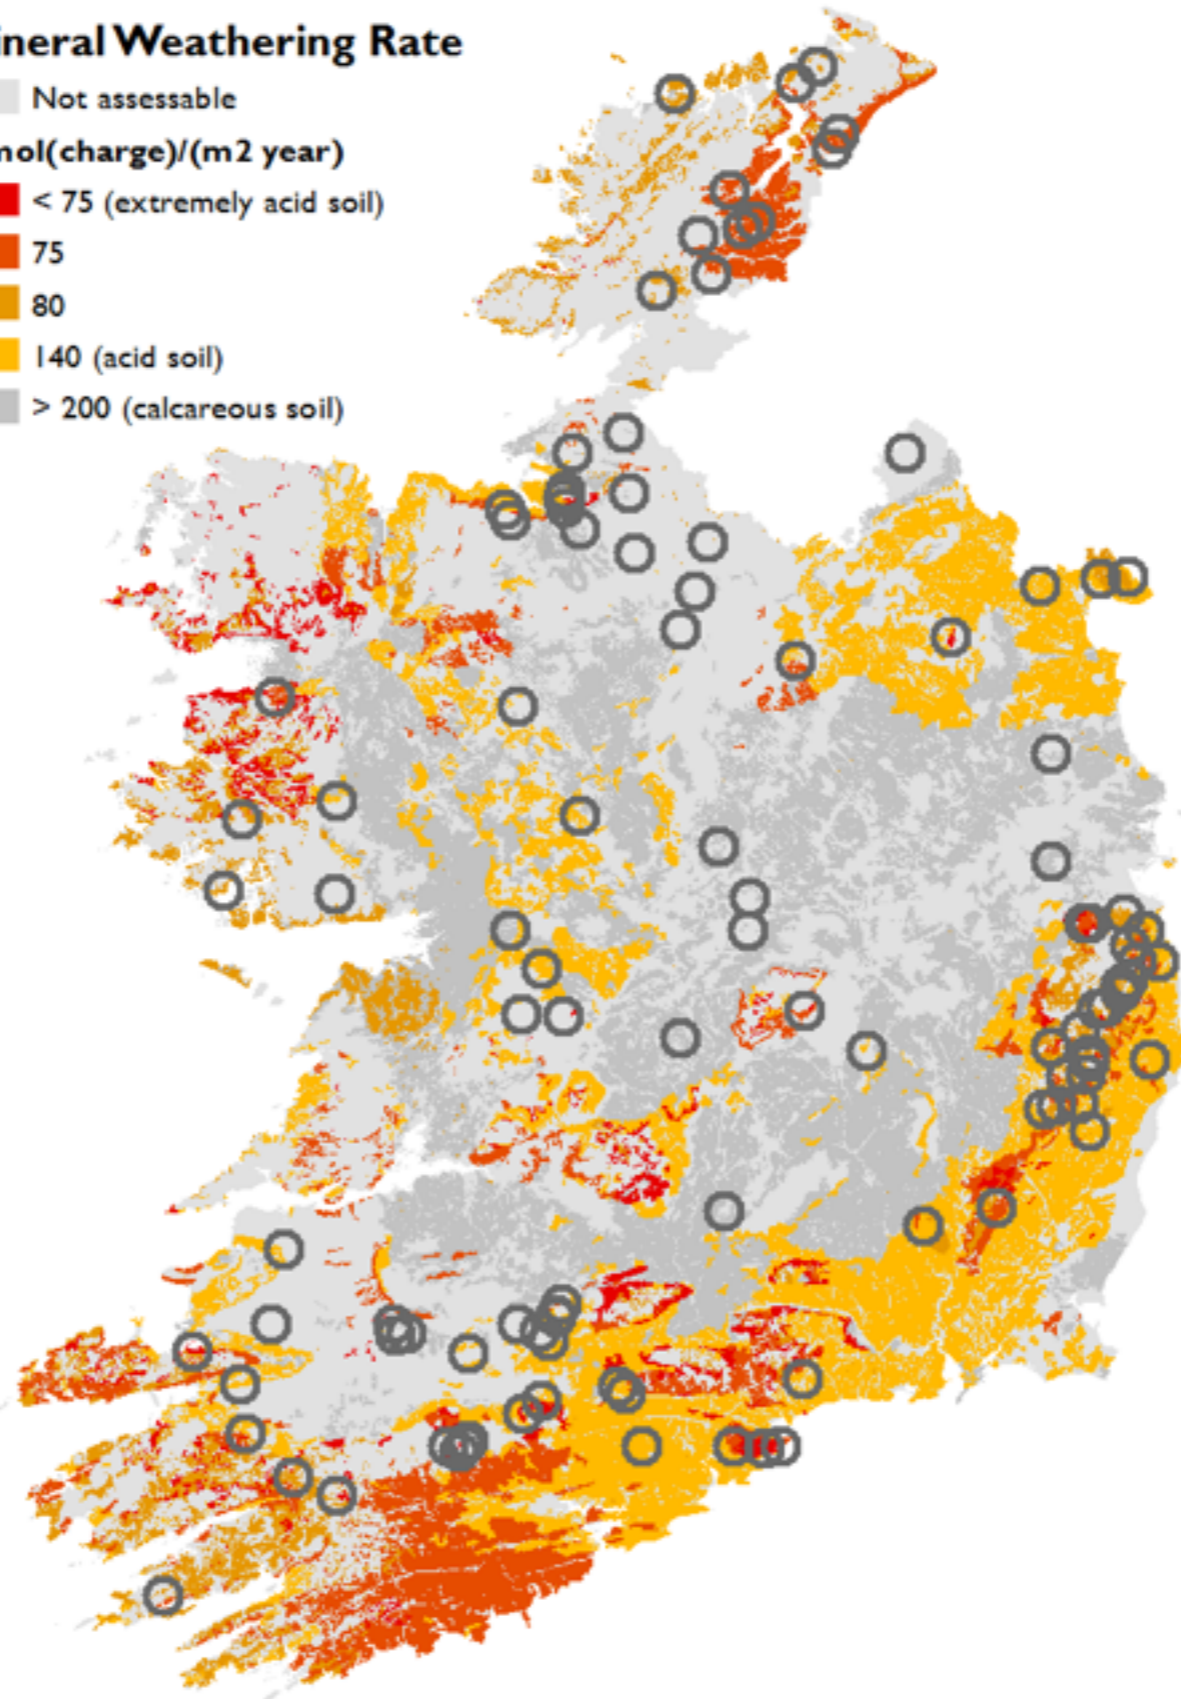 ineral Weathering Rate
Not assessable
mol(charge)/(m2 year)
< 75 (extremely acid soil)
75
80
140 (acid soil)
> 200 (calcareous soil)